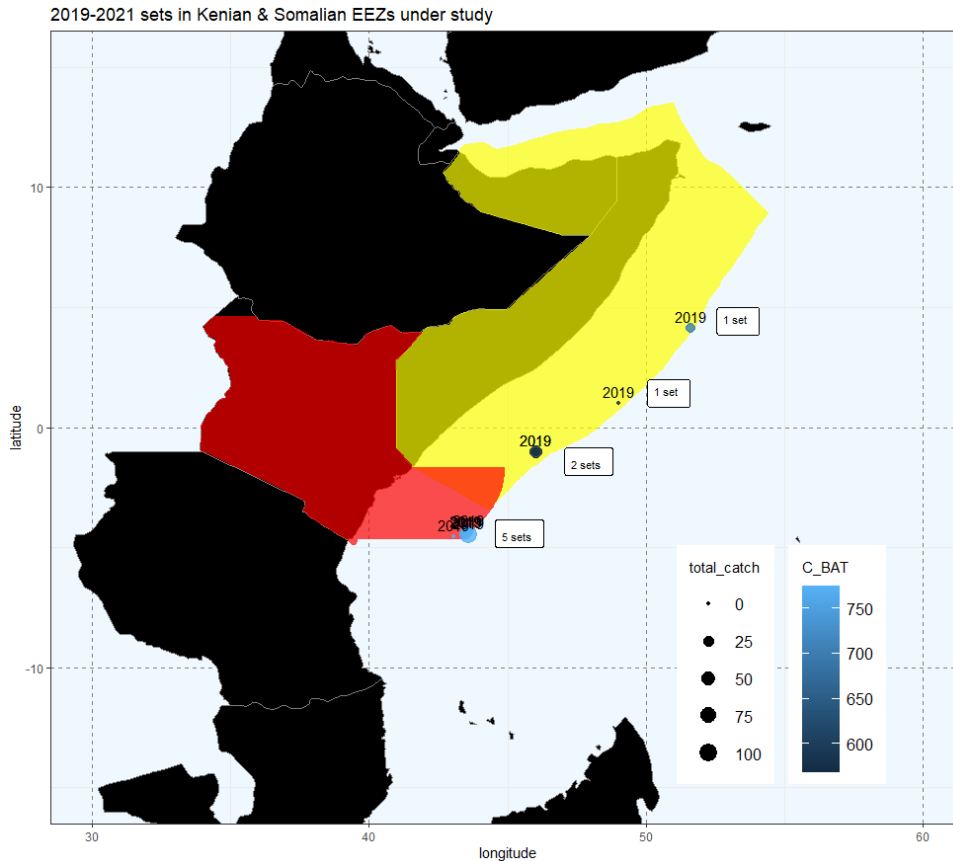 2019-2021 sets in Kenian & Somalian EEZs under study
latitude
10
0
-10
2019
1 set
2019
1 set
2019
2 sets
2019
5 sets
total_catch
0
25
50
75
100
C_BAT
750
700
650
600
30
40
50
60
longitude